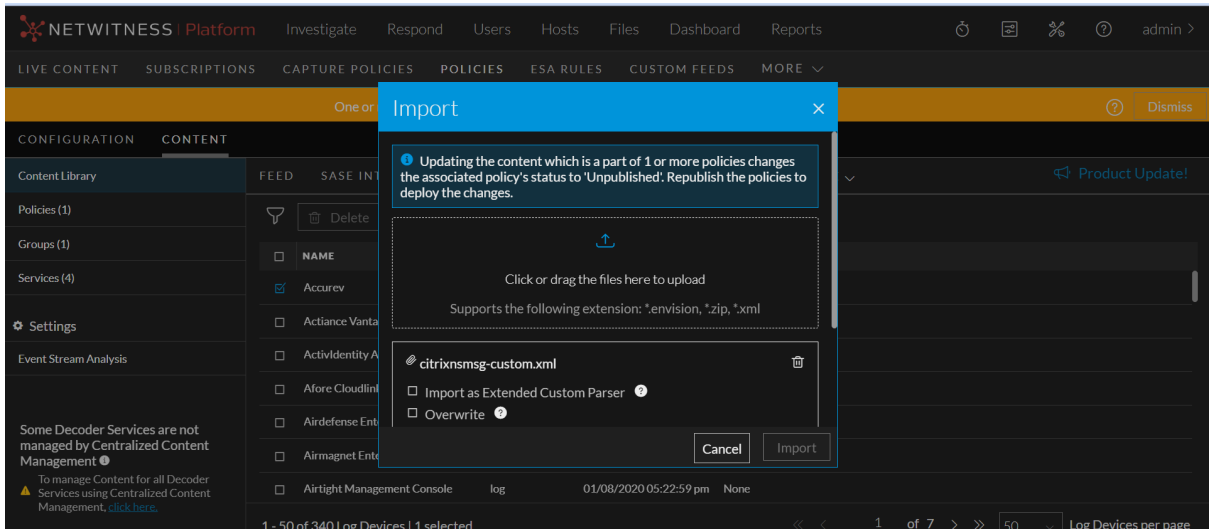 NETWITNESS | Platform Investigate Respond Users Hosts Files Dashboard Reports admin >
LIVE CONTENT SUBSCRIPTIONS CAPTURE POLICIES POLICIES ESA RULES CUSTOM FEEDS MORE
One or Dismiss
Import
CONFIGURATION CONTENT
Updating the content which is a part of 1 or more policies changes
the associated policy's status to 'Unpublished'. Republish the policies to
deploy the changes.
Content Library
FEED SASE INT Product Update!
Policies (1)
Delete
Groups (1)
NAME
Click or drag the files here to upload
Services (4)
Accurev
Supports the following extension: *.envision, *.zip, *.xml
Settings
Actiance Vanta
Event Stream Analysis
ActivIdentity A
citrixnsmsg-custom.xml
Afore Cloudlinl
Import as Extended Custom Parser
Overwrite
Airdefense Ente
Some Decoder Services are not
managed by Centralized Content
Management
Airmagnet Ente
Cancel Import
To manage Content for all Decoder
Services using Centralized Content
Management, click here.
Airtight Management Console log 01/08/2020 05:22:59 pm None
1 - 50 of 340 Log Devices | 1 selected << < 1 of 7 > >> 50 Log Devices per page